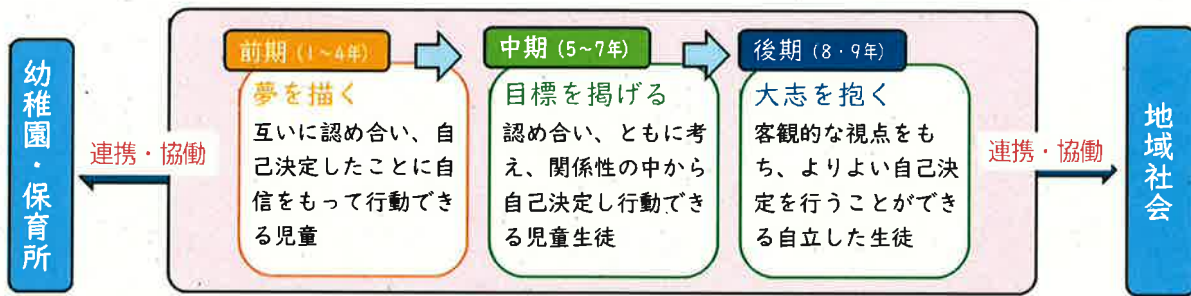 幼稚園・保育所
連携・協働
前期(1~4年)
夢を描く
互いに認め合い、自
己決定したことに自
信をもって行動でき
る児童
中期(5~7年)
目標を掲げる
認め合い、ともに考
え、関係性の中から
自己決定し行動でき
る児童生徒
後期(8・9年)
大志を抱く
客観的な視点をも
ち、よりよい自己決
定を行うことができ
る自立した生徒
連携・協働
地域社会